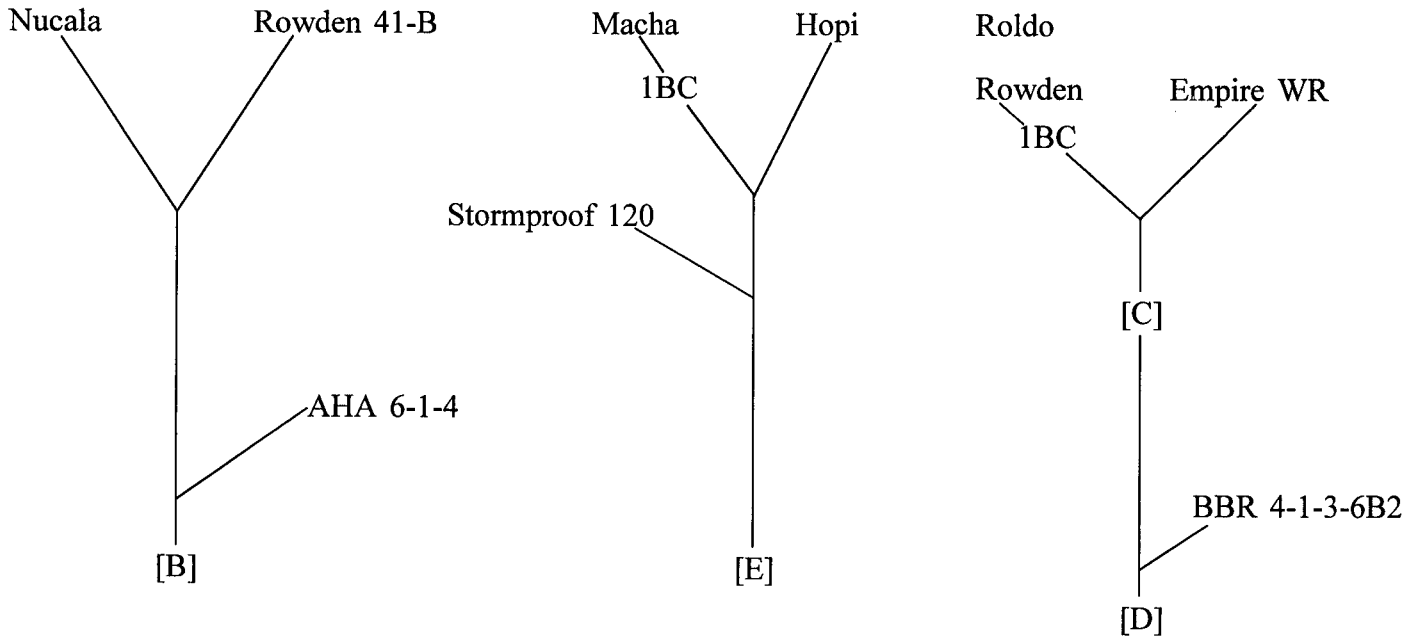 Nucala Rowden 41-B Macha Hopi Roldo
1BC Rowden Empire WR
1BC
Stormproof 120
[C]
AHA 6-1-4
BBR 4-1-3-6B2
[B] [E]
[D]